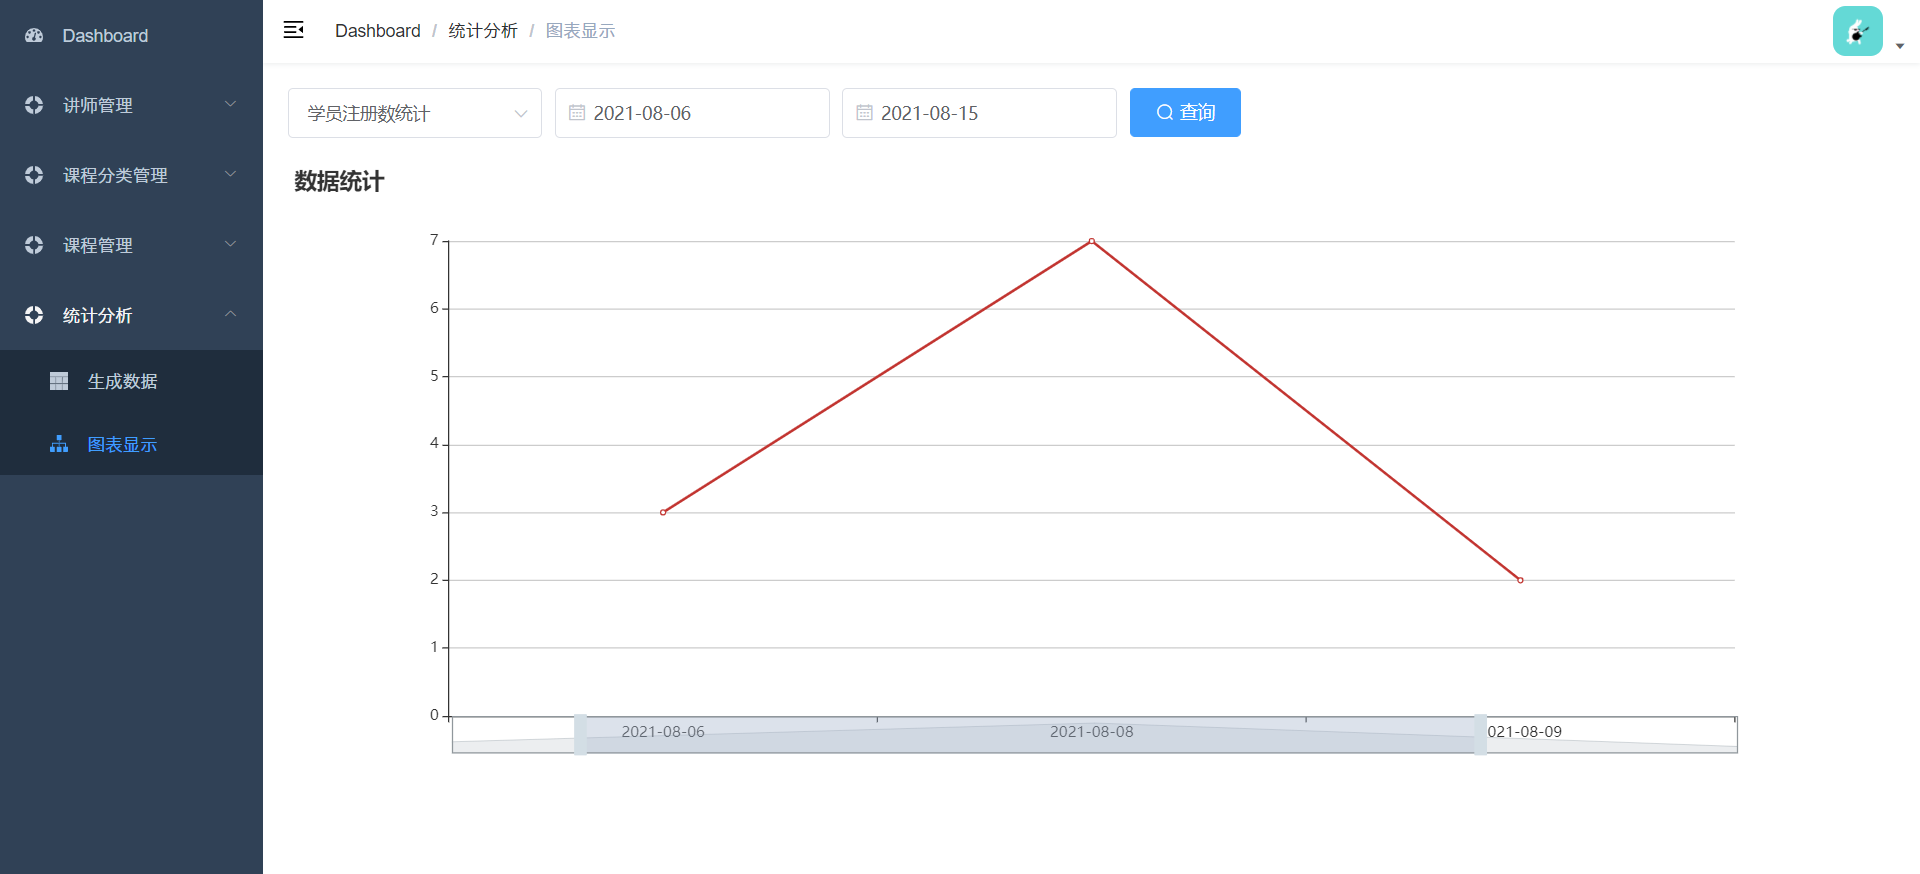 Dashboard
讲师管理
课程分类管理
课程管理
统计分析
生成数据
图表显示
Dashboard / 统计分析 / 图表显示
学员注册数统计 2021-08-06 2021-08-15 查询
数据统计
7
6
5
4
3
2
1
0
2021-08-06 2021-08-08 021-08-09